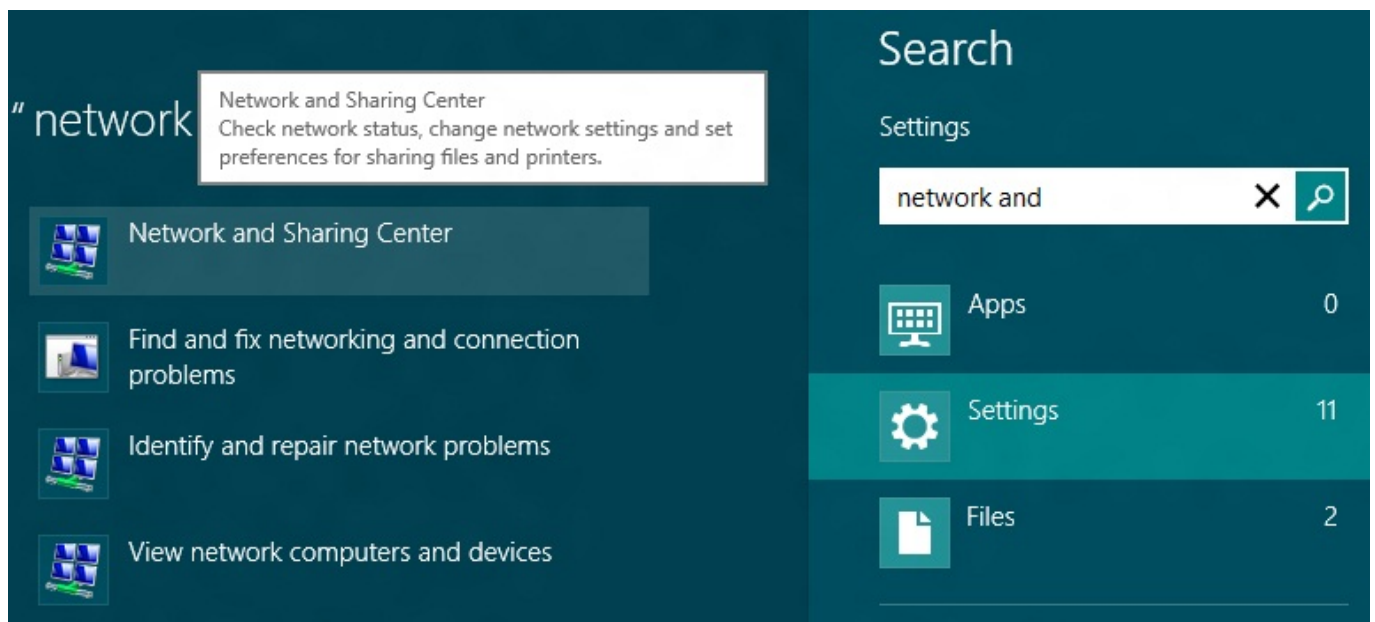 “ network
Network and Sharing Center
Check network status, change network settings and set
preferences for sharing files and printers.
Network and Sharing Center
Find and fix networking and connection
problems
Identify and repair network problems
View network computers and devices
Search
Settings
network and
Apps 0
Settings 11
Files 2